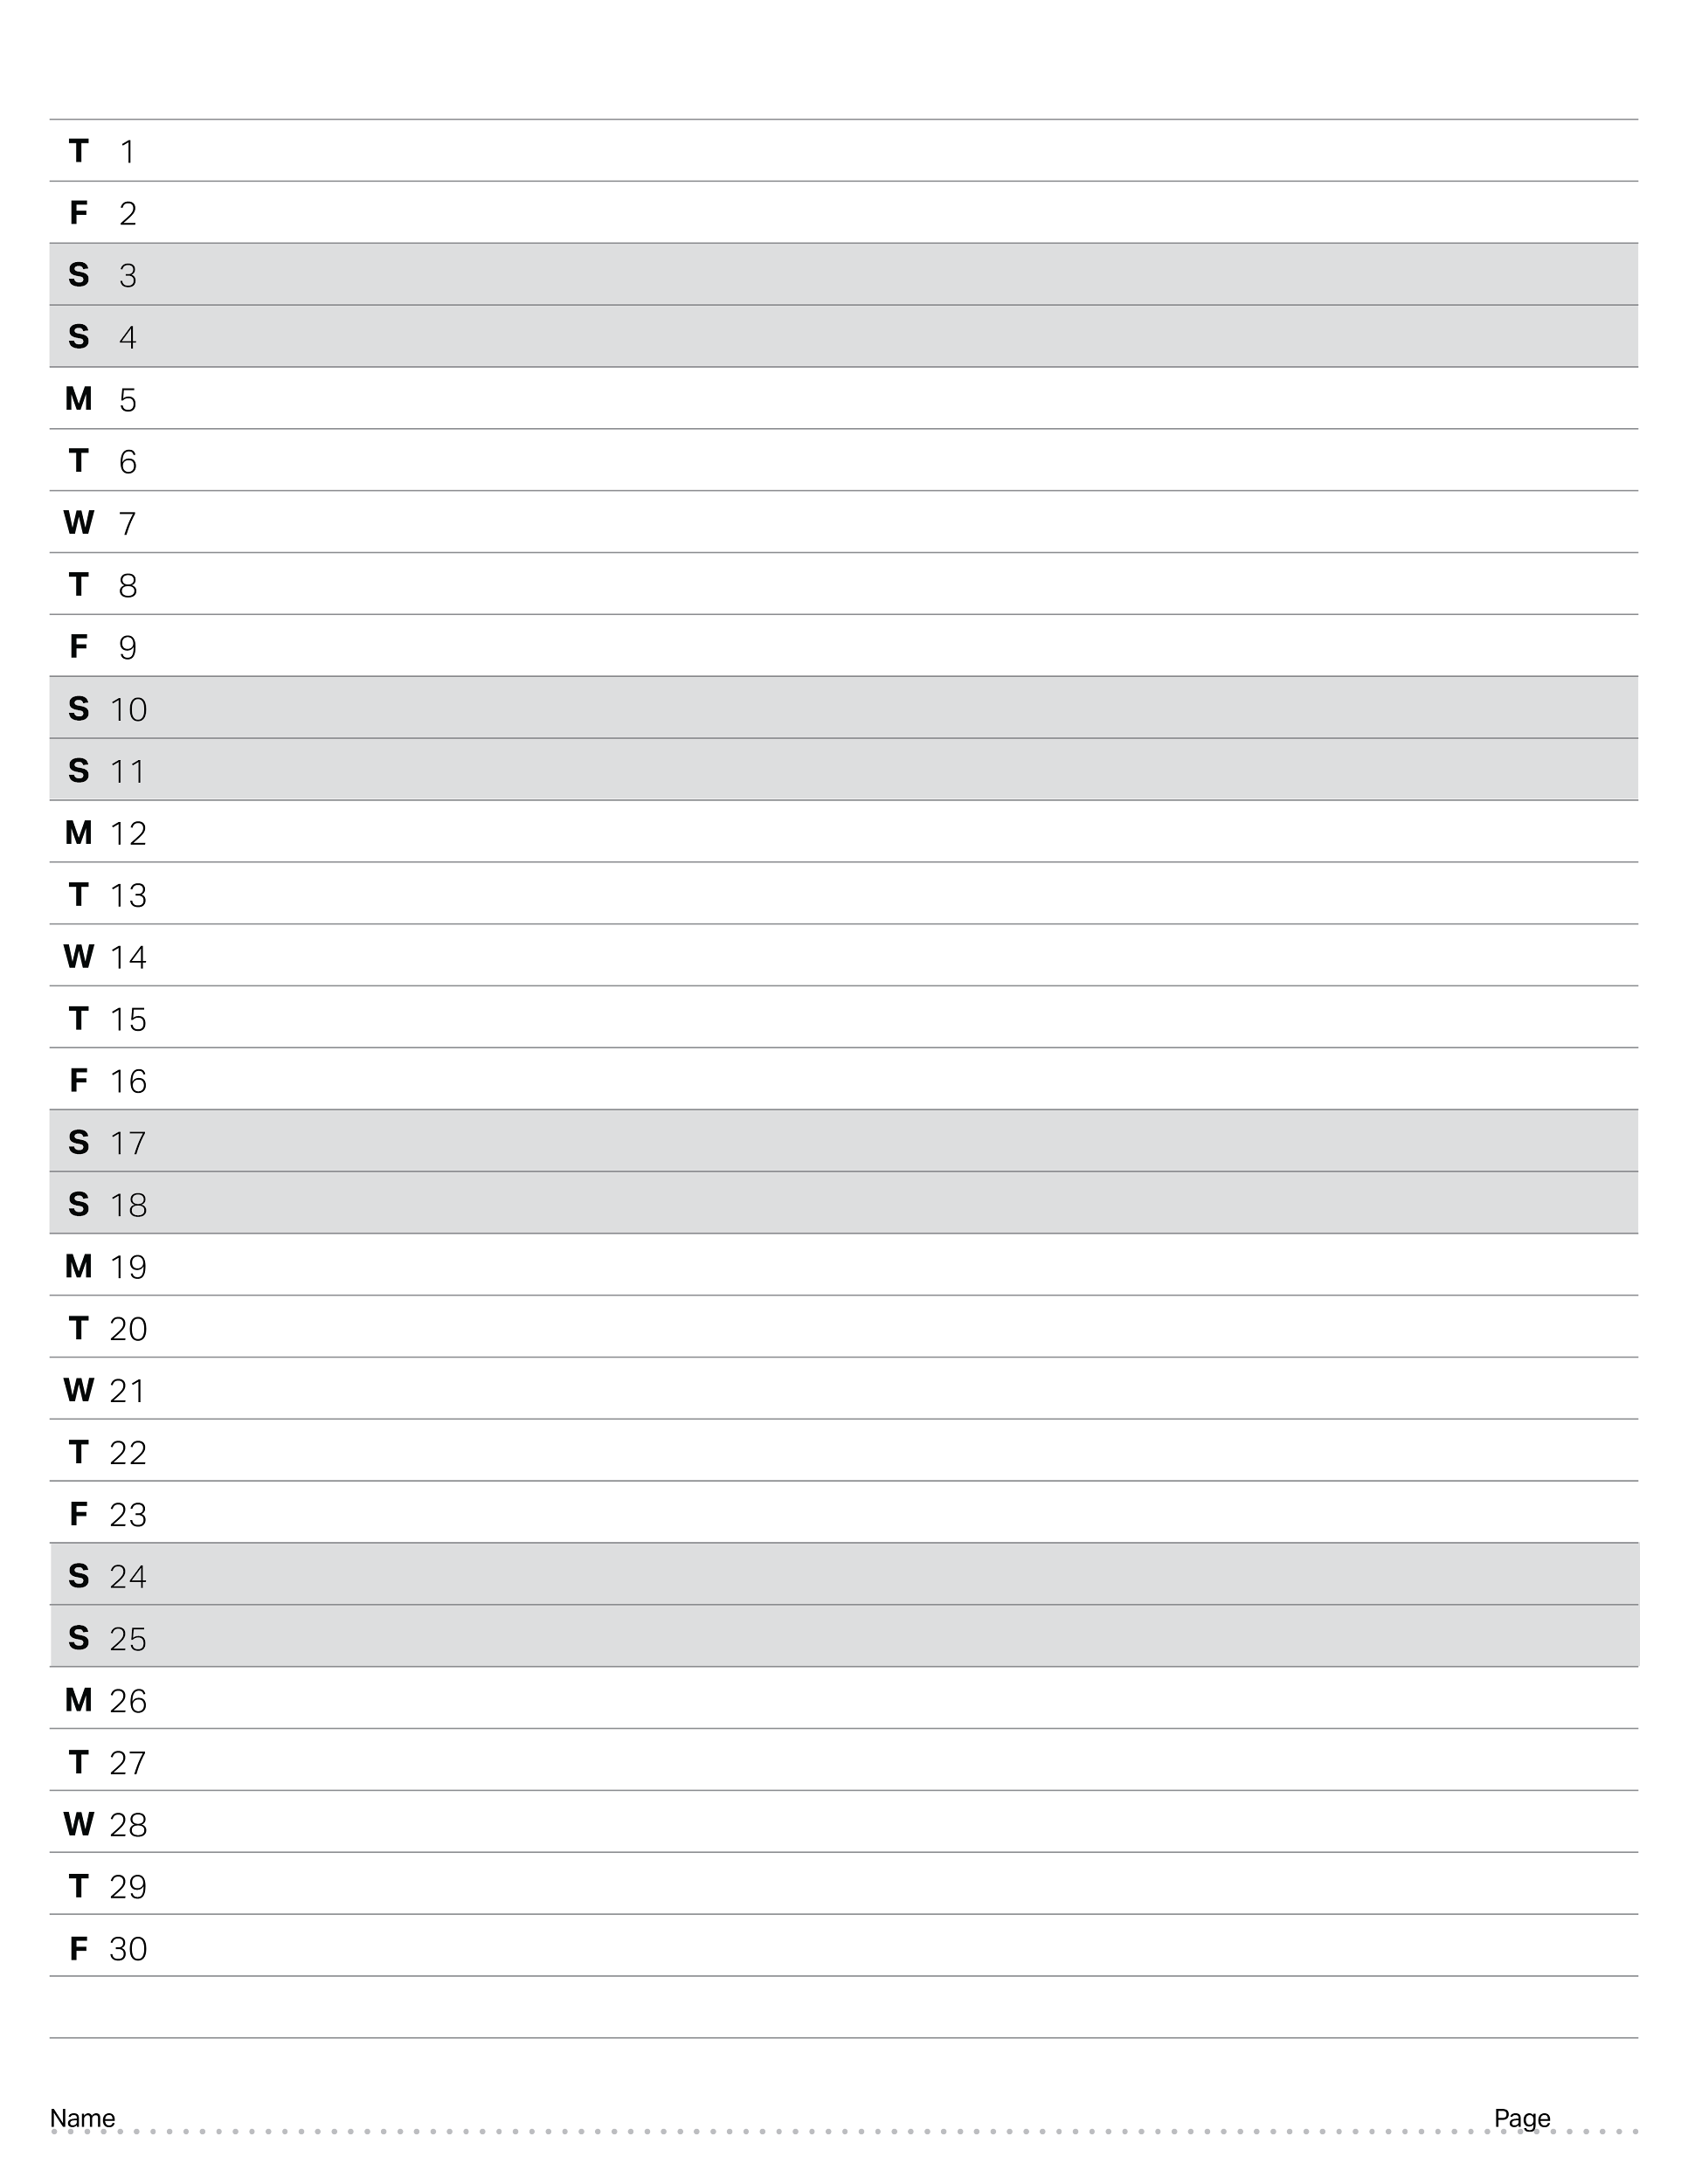 T 1
F 2
S 3
S 4
M 5
T 6
W 7
T 8
F 9
S 10
S 11
M 12
T 13
W 14
T 15
F 16
S 17
S 18
M 19
T 20
W 21
T 22
F 23
S 24
S 25
M 26
T 27
W 28
T 29
F 30
Name Page